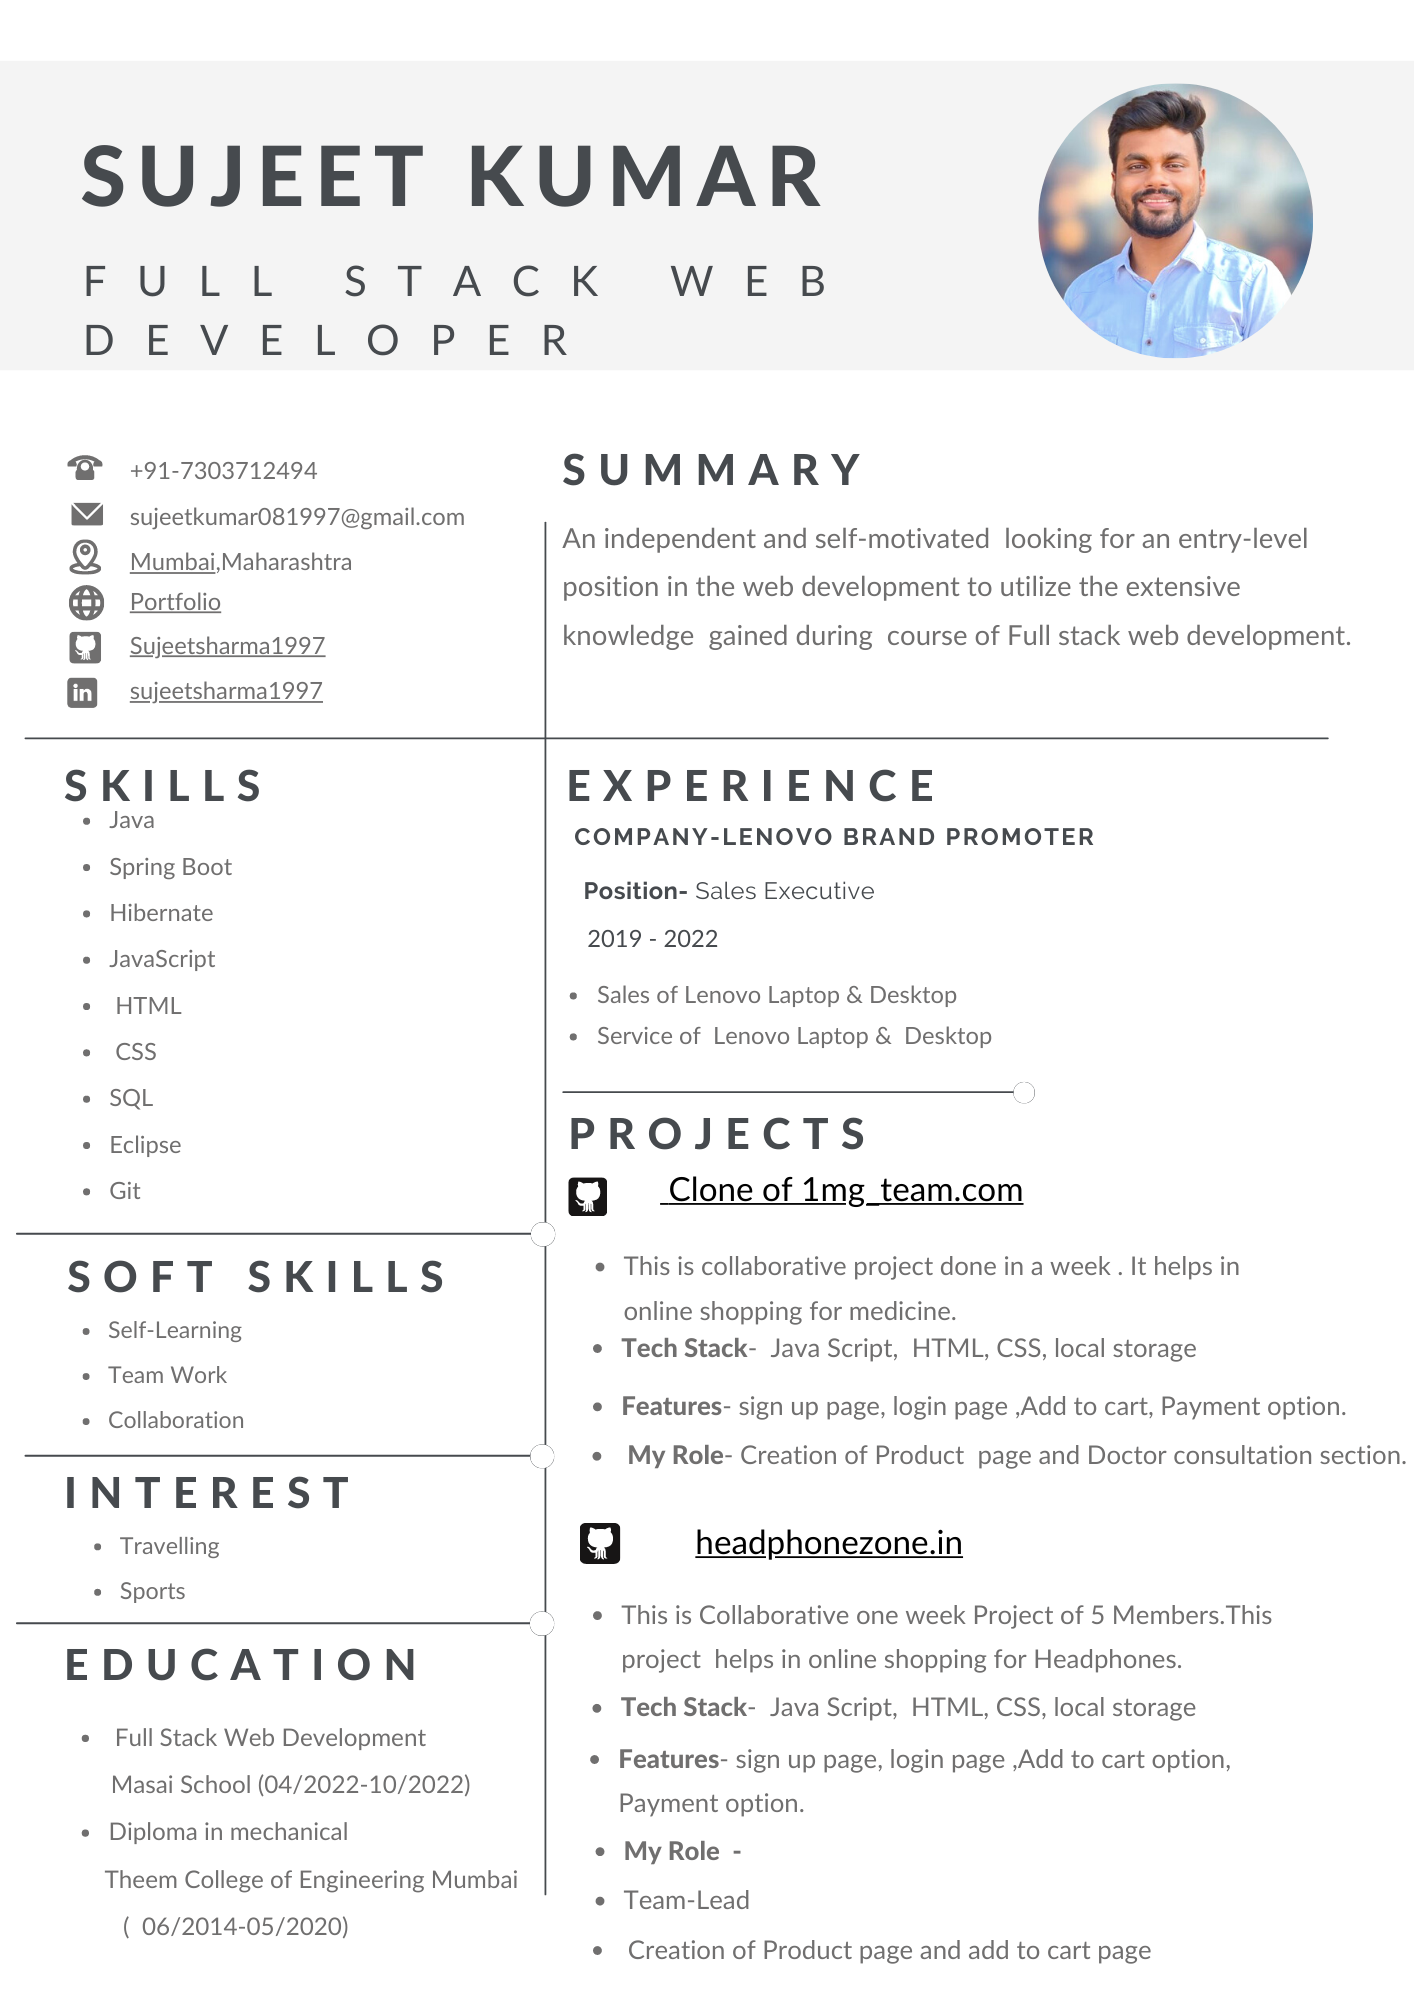 SUJEET KUMAR
FULL STACK WEB
DEVELOPER
+91-7303712494
sujeetkumar081997@gmail.com
Mumbai,Maharashtra
Portfolio
Sujeetsharma1997
sujeetsharma1997
SUMMARY
An independent and self-motivated looking for an entry-level
position in the web development to utilize the extensive
knowledge gained during course of Full stack web development.
SKILLS
• Java
• Spring Boot
• Hibernate
• JavaScript
• HTML
• CSS
• SQL
• Eclipse
• Git
SOFT SKILLS
• Self-Learning
• Team Work
• Collaboration
INTEREST
• Travelling
• Sports
EDUCATION
• Full Stack Web Development
Masai School (04/2022-10/2022)
• Diploma in mechanical
Theem College of Engineering Mumbai
( 06/2014-05/2020)
EXPERIENCE
COMPANY-LENOVO BRAND PROMOTER
Position- Sales Executive
2019 - 2022
• Sales of Lenovo Laptop & Desktop
• Service of Lenovo Laptop & Desktop
PROJECTS
Clone of 1mg_team.com
• This is collaborative project done in a week . It helps in
online shopping for medicine.
• Tech Stack- Java Script, HTML, CSS, local storage
• Features- sign up page, login page ,Add to cart, Payment option.
• My Role- Creation of Product page and Doctor consultation section.
headphonezone.in
• This is Collaborative one week Project of 5 Members.This
project helps in online shopping for Headphones.
• Tech Stack- Java Script, HTML, CSS, local storage
• Features- sign up page, login page ,Add to cart option,
Payment option.
• My Role -
• Team-Lead
• Creation of Product page and add to cart page